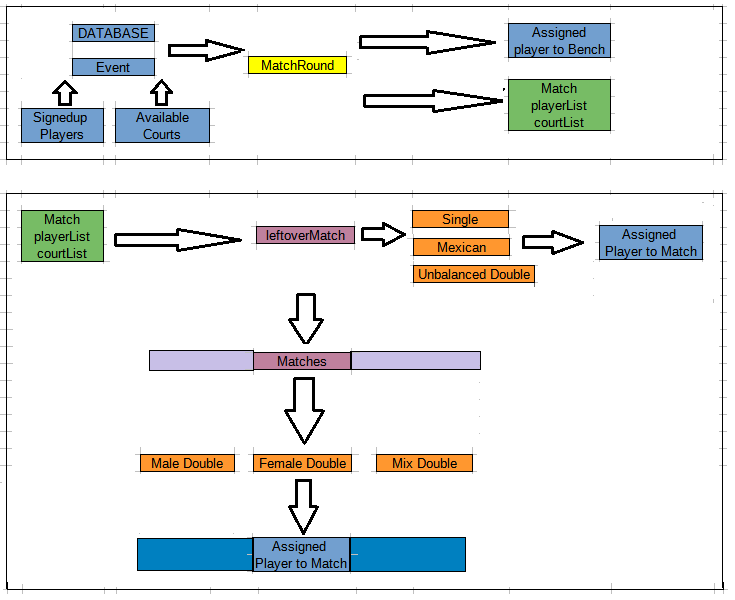 DATABASE
Event
Signedup
Players
Available
Courts
MatchRound
Assigned
player to Bench
Match
playerList
courtList
Match
playerList
courtList
leftoverMatch
Single
Mexican
Unbalanced Double
Assigned
Player to Match
Matches
Male Double
Female Double
Mix Double
Assigned
Player to Match